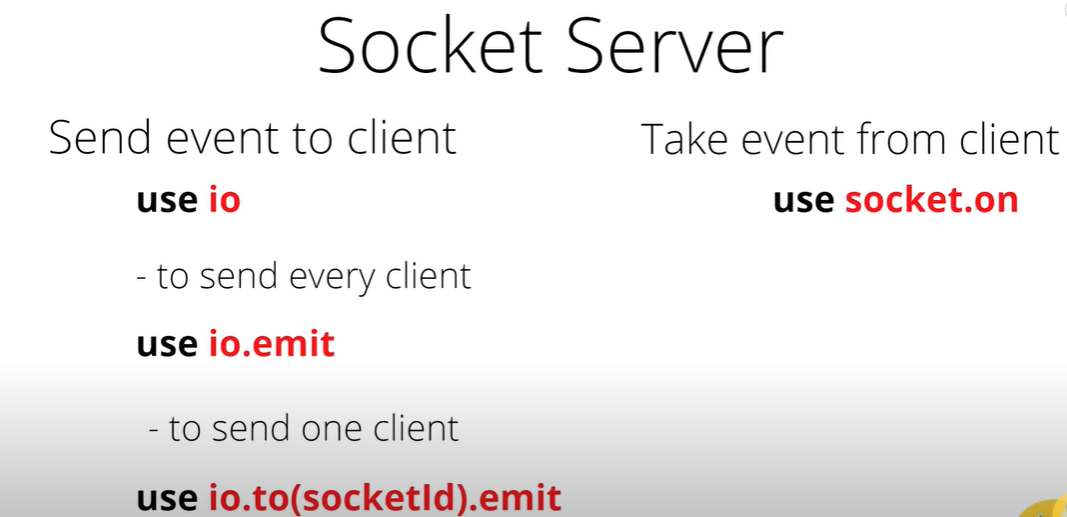 Socket Server
Send event to client
use io
- to send every client
use io.emit
- to send one client
use io.to(socketId).emit
Take event from client
use socket.on